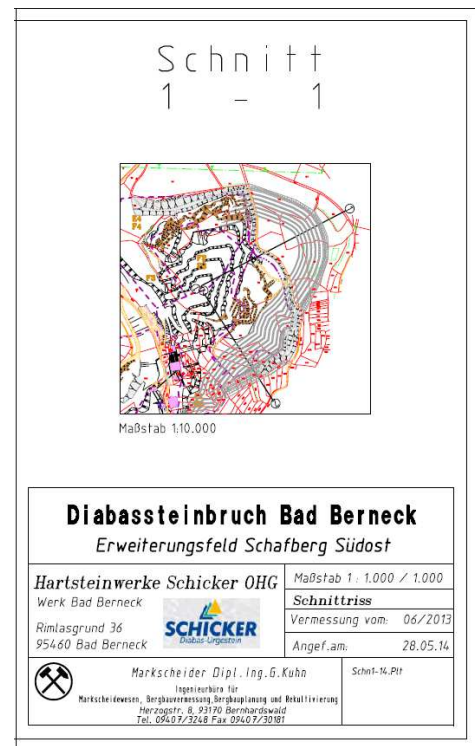 Schnitt
1 - 1
Maßstab 1:10.000
Diabassteinbruch Bad Berneck
Erweiterungsfeld Schafberg Südost
Hartsteinwerke Schicker OHG
Werk Bad Berneck
Rimlasgrund 36
95460 Bad Berneck
SCHICKER
Diabas-Urgestein
Maßstab 1 : 1.000 / 1.000
Schnittriss
Vermessung vom: 06/2013
Angef.am: 28.05.14
Markscheider Dipl.Ing.G.Kuhn
Ingenieurbüro für
Markscheidewesen, Bergbauvermessung,Bergbauplanung und Rekultivierung
Herzogstr. 8, 93170 Bernhardswald
Tel. 09407/3248 Fax 09407/30181
Schn1-14.Plt